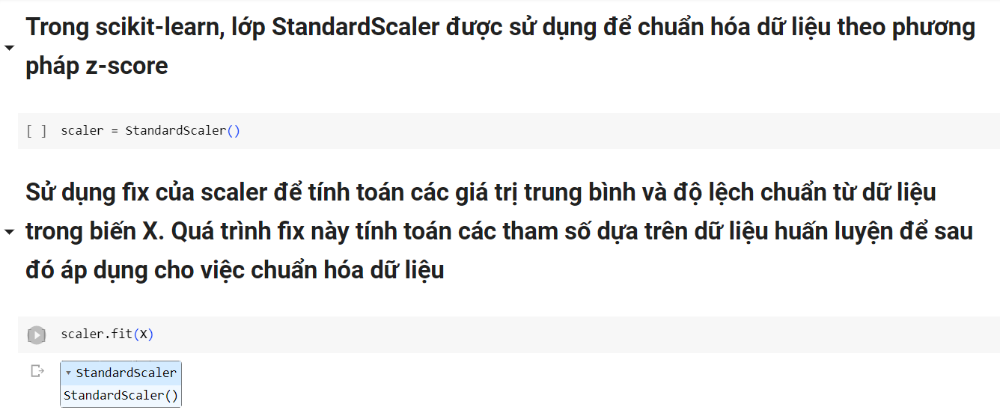 Trong scikit-learn, lớp StandardScaler được sử dụng để chuẩn hóa dữ liệu theo phương
pháp z-score
[ ] scaler = StandardScaler()
Sử dụng fix của scaler để tính toán các giá trị trung bình và độ lệch chuẩn từ dữ liệu
trong biến X. Quá trình fix này tính toán các tham số dựa trên dữ liệu huấn luyện để sau
đó áp dụng cho việc chuẩn hóa dữ liệu
scaler.fit(X)
StandardScaler
StandardScaler()